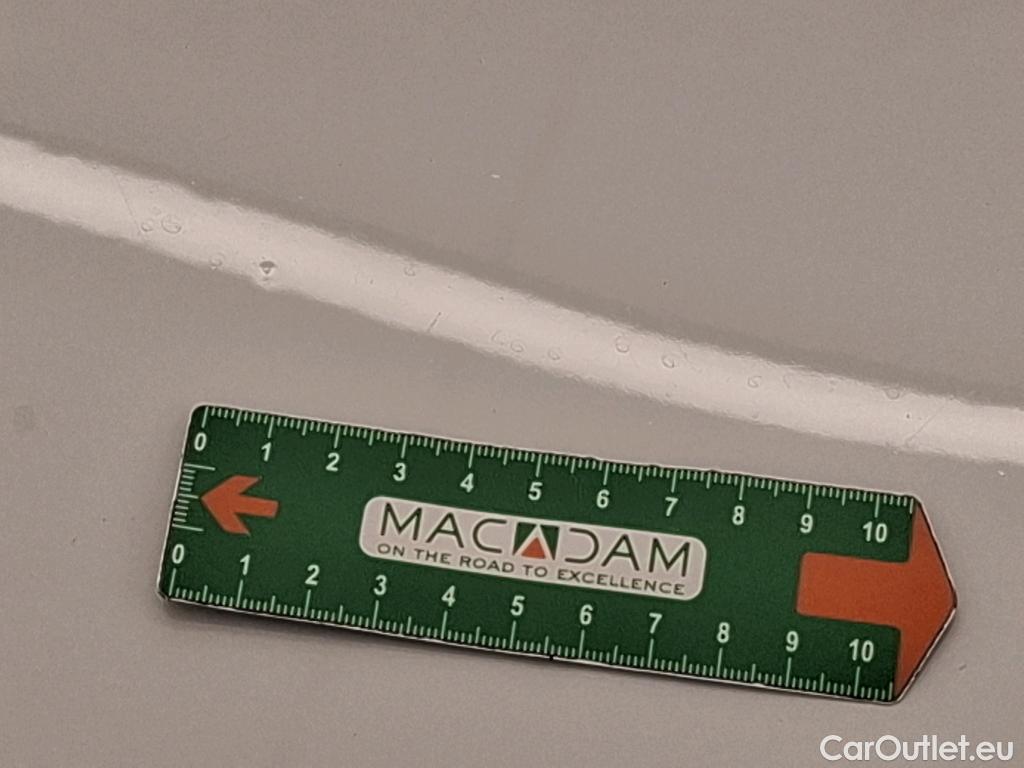 0 1 2 3 4 5 6 7 8 9 10
MACADAM
ON THE ROAD TO EXCELLENCE
0 1 2 3 4 5 6 7 8 9 10
CarOutlet.eu